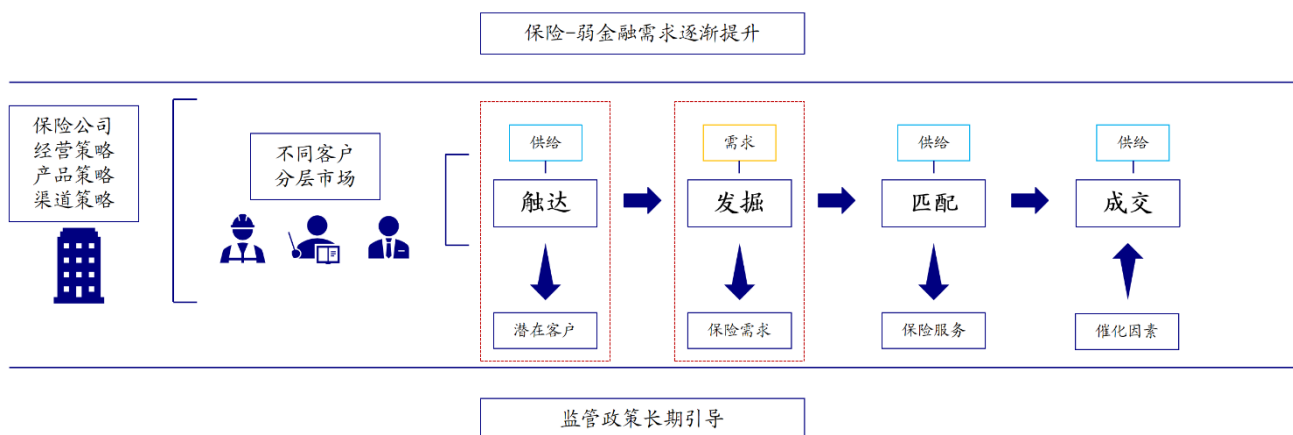 保险-弱金融需求逐渐提升
保险公司
经营策略
产品策略
渠道策略
不同客户
分层市场
供给
需求
供给
供给
触达
发掘
匹配
成交
潜在客户
保险需求
保险服务
催化因素
监管政策长期引导